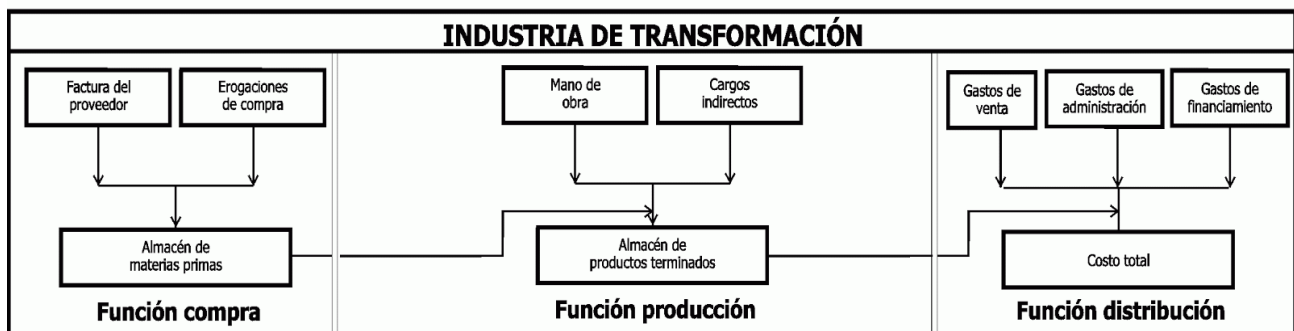 INDUSTRIA DE TRANSFORMACIÓN
Factura del
proveedor
Erogaciones
de compra
Almacén de
materias primas
Función compra
Mano de
obra
Cargos
indirectos
Almacén de
productos terminados
Función producción
Gastos de
venta
Gastos de
administración
Gastos de
financiamiento
Costo total
Función distribución